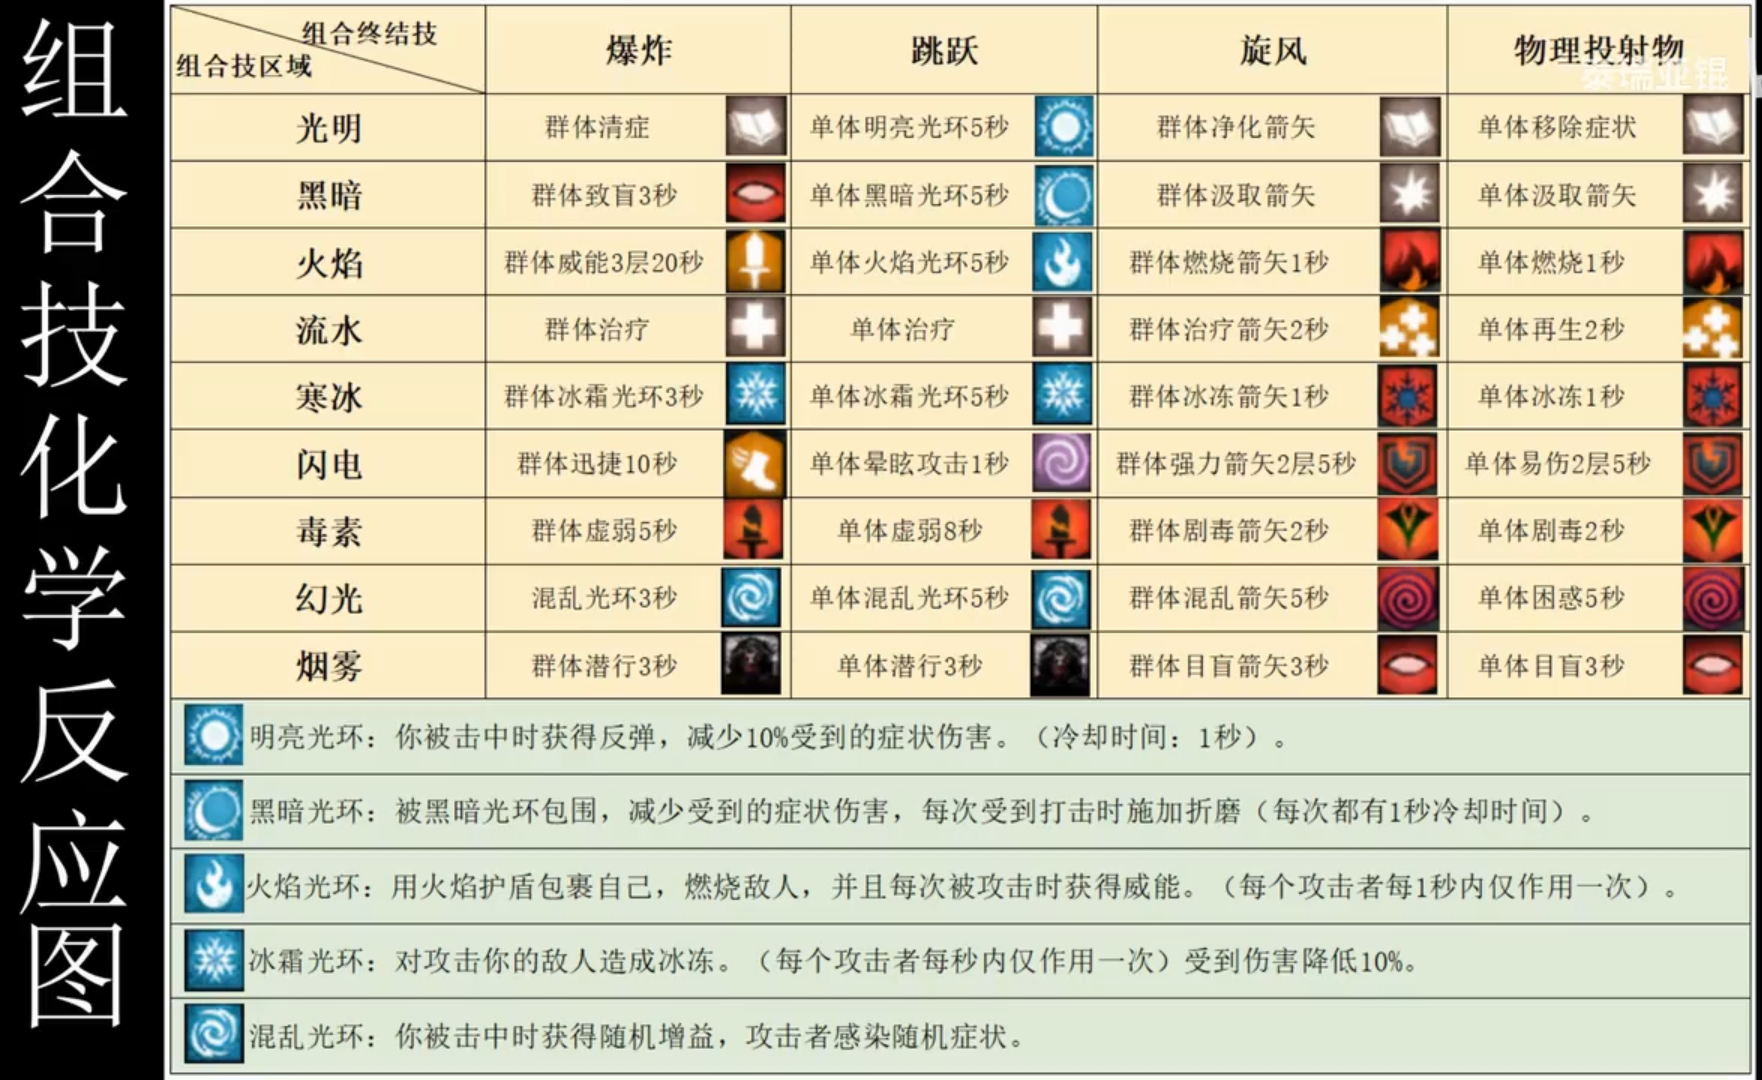 组合技化学反应图
组合终结技
组合技区域
爆炸
跳跃
旋风
物理投射物
泰瑞亚锟
光明
群体清症
单体明亮光环5秒
群体净化箭矢
单体移除症状
黑暗
群体致盲3秒
单体黑暗光环5秒
群体汲取箭矢
单体汲取箭矢
火焰
群体威能3层20秒
单体火焰光环5秒
群体燃烧箭矢1秒
单体燃烧1秒
流水
群体治疗
单体治疗
群体治疗箭矢2秒
单体再生2秒
寒冰
群体冰霜光环3秒
单体冰霜光环5秒
群体冰冻箭矢1秒
单体冰冻1秒
闪电
群体迅捷10秒
单体晕眩攻击1秒
群体强力箭矢2层5秒
单体易伤2层5秒
毒素
群体虚弱5秒
单体虚弱8秒
群体剧毒箭矢2秒
单体剧毒2秒
幻光
混乱光环3秒
单体混乱光环5秒
群体混乱箭矢5秒
单体困惑5秒
烟雾
群体潜行3秒
单体潜行3秒
群体目盲箭矢3秒
单体目盲3秒
明亮光环：你被击中时获得反弹，减少10%受到的症状伤害。（冷却时间：1秒）。
黑暗光环：被黑暗光环包围，减少受到的症状伤害，每次受到打击时施加折磨（每次都有1秒冷却时间）。
火焰光环：用火焰护盾包裹自己，燃烧敌人，并且每次被攻击时获得威能。（每个攻击者每1秒内仅作用一次）。
冰霜光环：对攻击你的敌人造成冰冻。（每个攻击者每秒内仅作用一次）受到伤害降低10%。
混乱光环：你被击中时获得随机增益，攻击者感染随机症状。